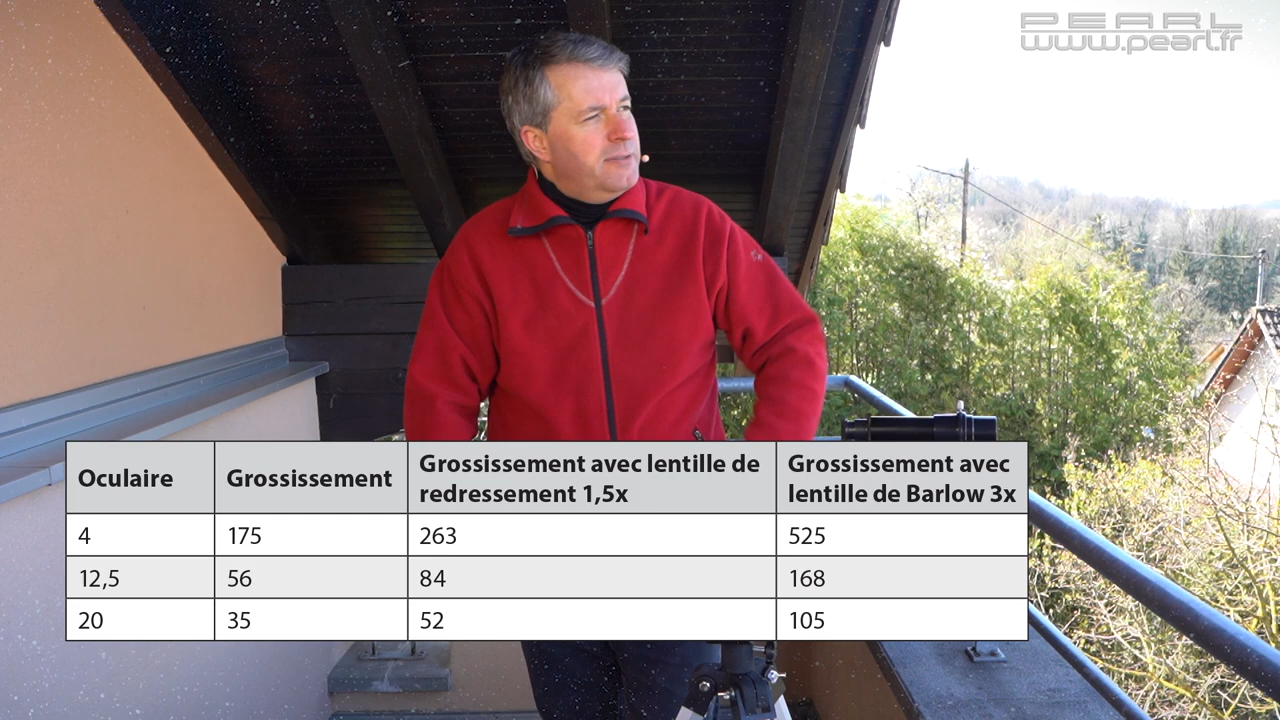 PEARL
www.pearl.fr
Oculaire Grossissement Grossissement avec lentille de redressement 1,5x Grossissement avec lentille de Barlow 3x
4 175 263 525
12,5 56 84 168
20 35 52 105